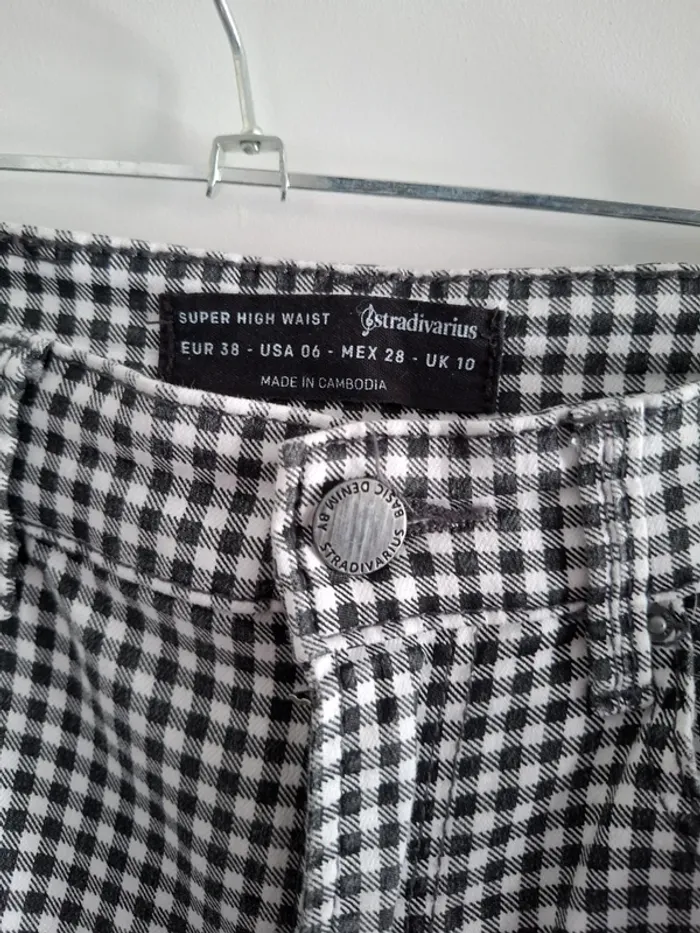 SUPER HIGH WAIST stradivarius
EUR 38 - USA 06 - MEX 28 - UK 10
MADE IN CAMBODIA
BASIC DENIM BY STRADIVARIUS